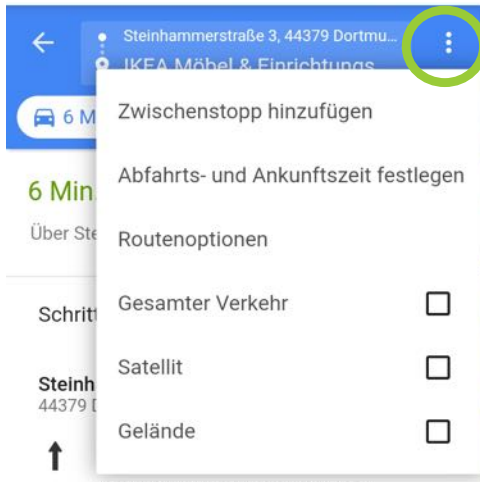 Steinhammerstraße 3, 44379 Dortmu...
IKEA Möbel & Einrichtungs
6 M
Zwischenstopp hinzufügen
6 Min.
Abfahrts- und Ankunftszeit festlegen
Über Ste
Routenoptionen
Schritt
Gesamter Verkehr
Satellit
Steinh
44379
Gelände